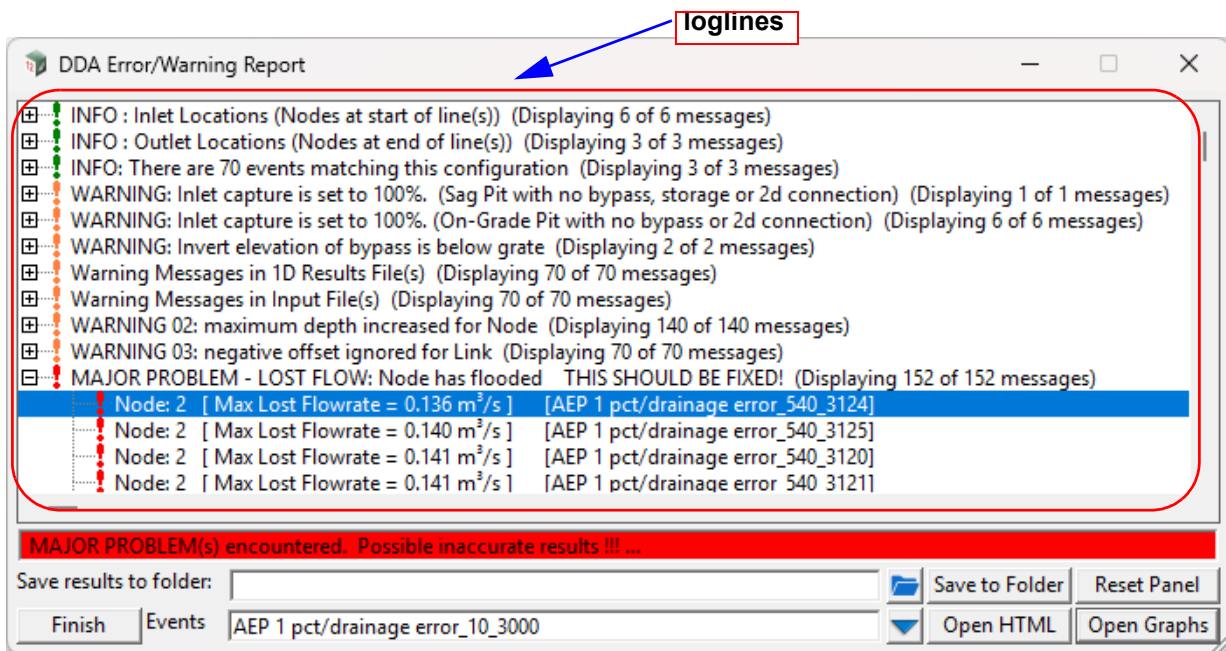 loglines
DDA Error/Warning Report
INFO : Inlet Locations (Nodes at start of line(s)) (Displaying 6 of 6 messages)
INFO : Outlet Locations (Nodes at end of line(s)) (Displaying 3 of 3 messages)
INFO: There are 70 events matching this configuration (Displaying 3 of 3 messages)
WARNING: Inlet capture is set to 100%. (Sag Pit with no bypass, storage or 2d connection) (Displaying 1 of 1 messages)
WARNING: Inlet capture is set to 100%. (On-Grade Pit with no bypass or 2d connection) (Displaying 6 of 6 messages)
WARNING: Invert elevation of bypass is below grate (Displaying 2 of 2 messages)
Warning Messages in 1D Results File(s) (Displaying 70 of 70 messages)
Warning Messages in Input File(s) (Displaying 70 of 70 messages)
WARNING 02: maximum depth increased for Node (Displaying 140 of 140 messages)
WARNING 03: negative offset ignored for Link (Displaying 70 of 70 messages)
MAJOR PROBLEM - LOST FLOW: Node has flooded THIS SHOULD BE FIXED! (Displaying 152 of 152 messages)
Node: 2 [ Max Lost Flowrate = 0.136 m³/s ] [AEP 1 pct/drainage error_540_3124]
Node: 2 [ Max Lost Flowrate = 0.140 m³/s ] [AEP 1 pct/drainage error_540_3125]
Node: 2 [ Max Lost Flowrate = 0.141 m³/s ] [AEP 1 pct/drainage error_540_3120]
Node: 2 [ Max Lost Flowrate = 0.141 m³/s ] [AEP 1 pct/drainage error_540_3121]
MAJOR PROBLEM(s) encountered. Possible inaccurate results !!! ...
Save results to folder: Save to Folder Reset Panel
Finish Events AEP 1 pct/drainage error_10_3000 Open HTML Open Graphs